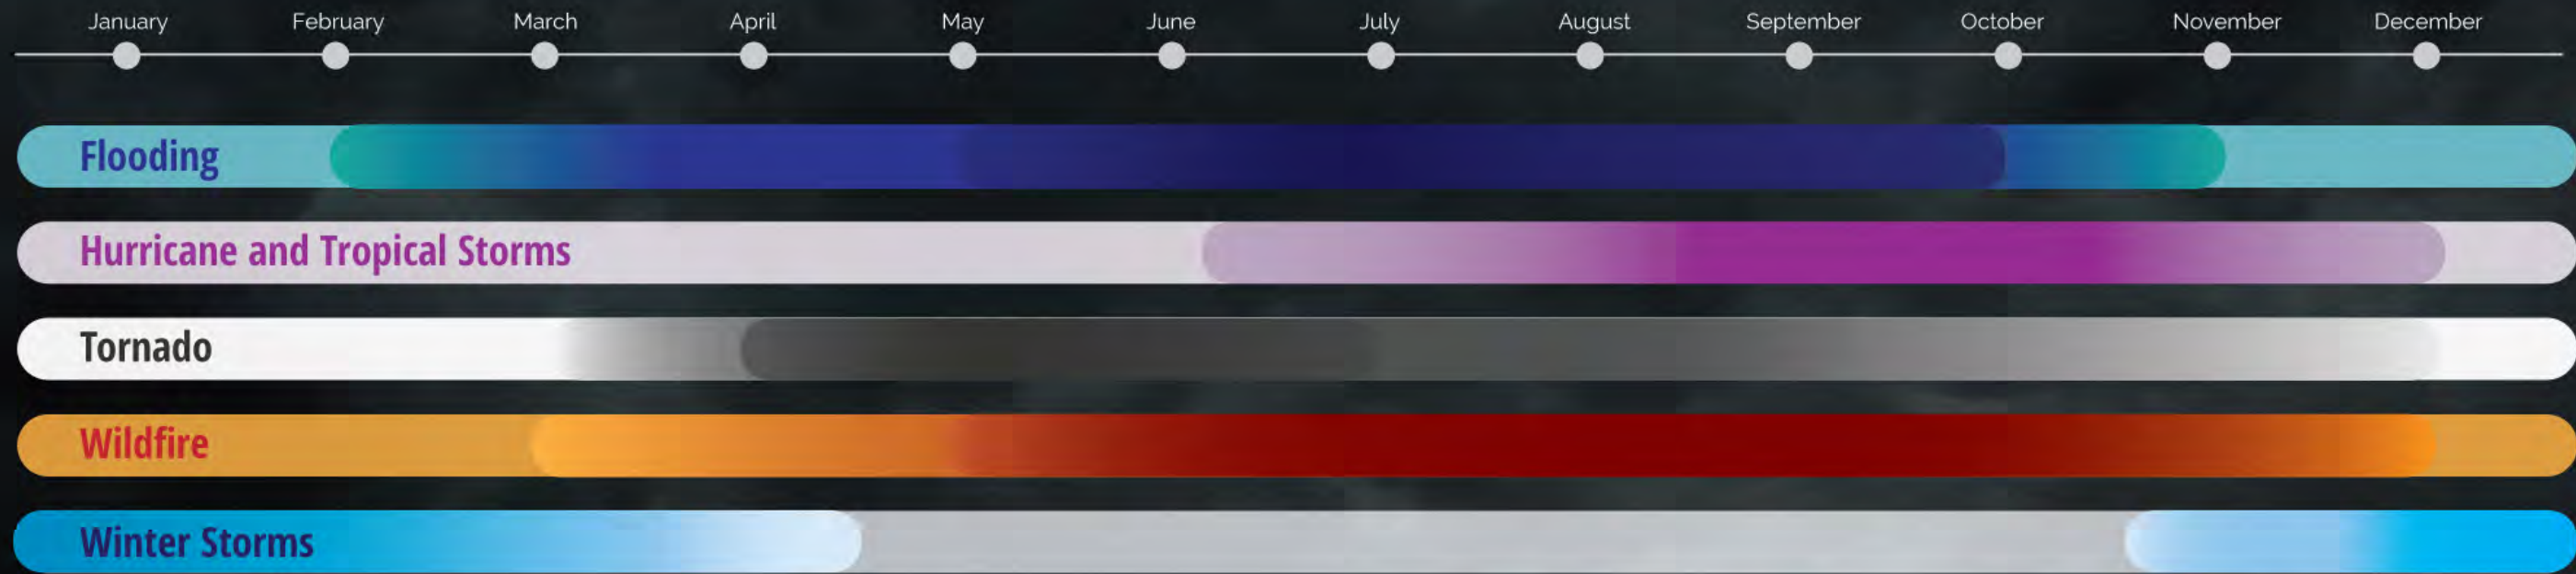 January February March April May June July August September October November December
Flooding
Hurricane and Tropical Storms
Tornado
Wildfire
Winter Storms